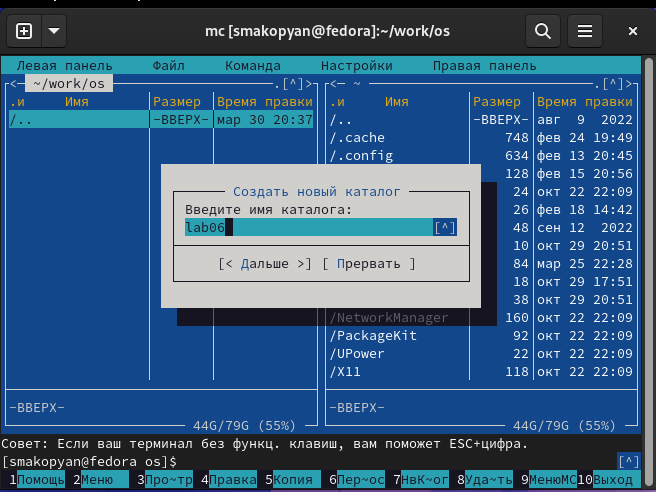 mc [smakopyan@fedora]:~/work/os
Левая панель Файл Команда Настройки Правая панель
<— ~/work/os .[^]>
<— ~ .[^]>
.и Имя Размер Время правки
.и Имя Размер Время правки
/.. -ВВЕРХ- мар 30 20:37
/.. -ВВЕРХ- авг 9 2022
/.cache 748 фев 24 19:49
/.config 634 фев 13 20:45
128 фев 15 20:56
24 окт 22 22:09
26 фев 18 14:42
48 сен 12 2022
10 окт 29 20:51
84 мар 25 22:28
18 окт 29 17:51
38 окт 29 20:51
/NetworkManager 160 окт 22 22:09
/PackageKit 92 окт 22 22:09
/UPower 22 окт 22 22:09
/X11 118 окт 22 22:09
Создать новый каталог
Введите имя каталога:
lab06 [^]
[< Дальше >] [ Прервать ]
-ВВЕРХ-
-ВВЕРХ-
44G/79G (55%)
44G/79G (55%)
Совет: Если ваш терминал без функц. клавиш, вам поможет ESC+цифра.
[smakopyan@fedora os]$ [^]
1Помощь 2Меню 3Про~тр 4Правка 5Копия 6Пер~ос 7НвК~ог 8Уда~ть 9МенюМС 10Выход